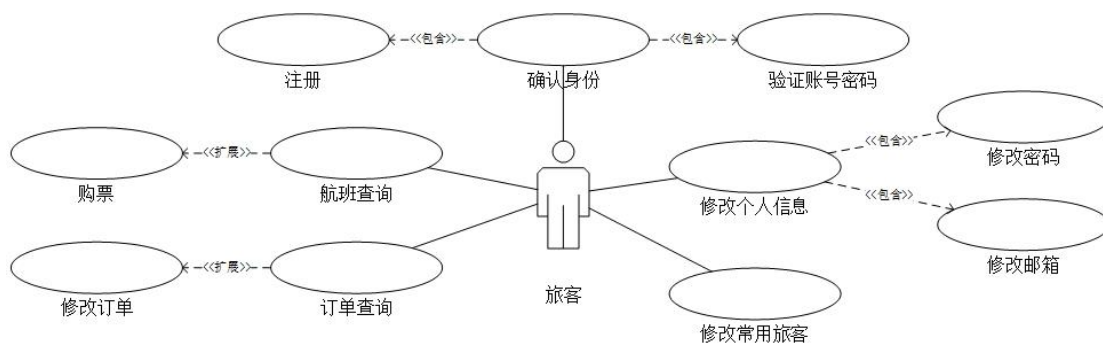 <<包含>>
<<包含>>
注册
确认身份
验证账号密码
<<包含>>
修改密码
<<扩展>>
购票
航班查询
修改个人信息
<<包含>>
修改邮箱
<<扩展>>
修改订单
订单查询
旅客
修改常用旅客